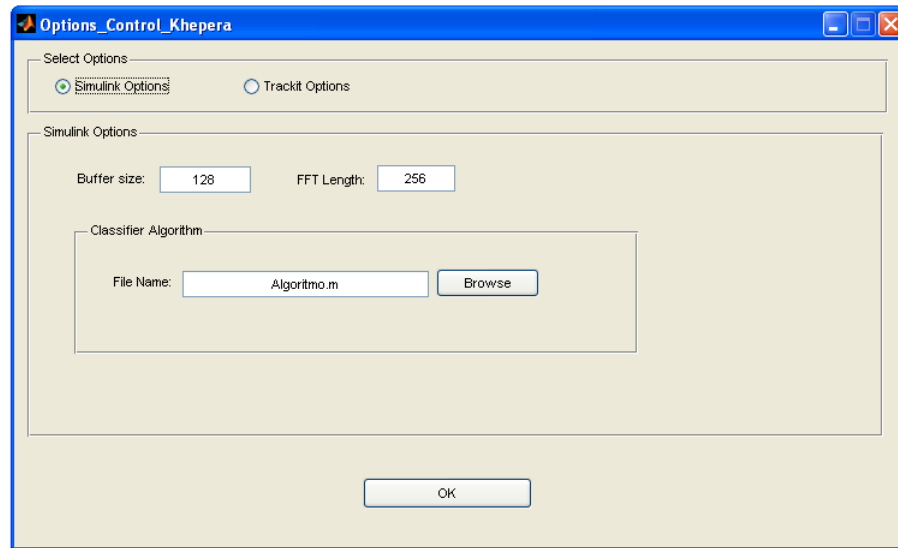 Options_Control_Khepera
Select Options
Simulink Options Trackit Options
Simulink Options
Buffer size: 128 FFT Length: 256
Classifier Algorithm
File Name: Algoritmo.m Browse
OK